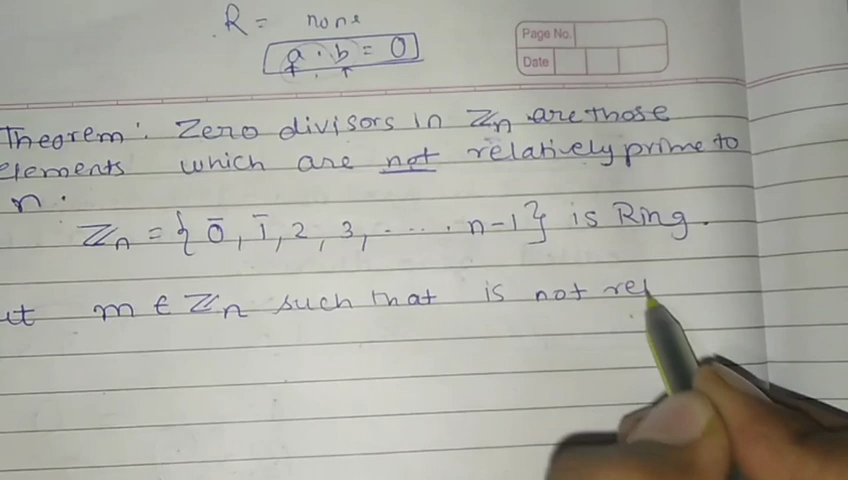 R = none
a · b = 0
Page No.
Date
Theorem: Zero divisors in ℤn are those
elements which are not relatively prime to
n.
ℤn = { 0̄, 1̄, 2, 3, ..... n-1 } is Ring.
m ∈ ℤn such that is not rel